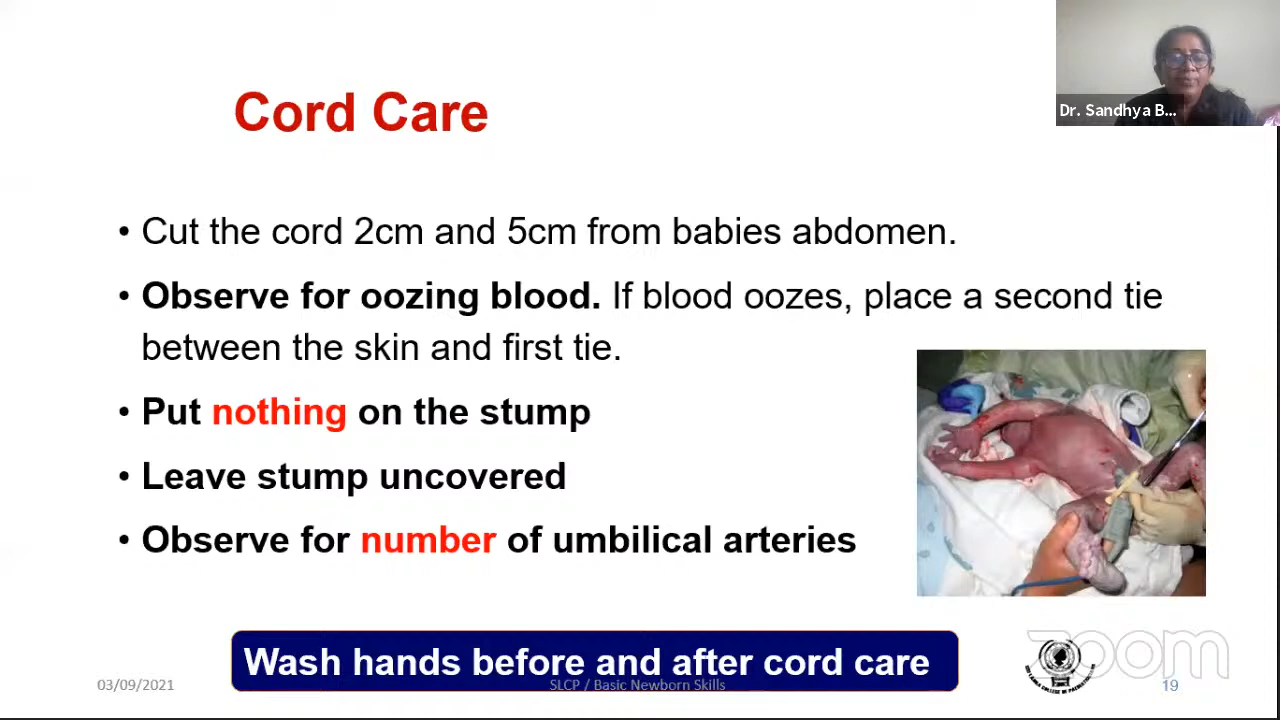 Dr. Sandhya B...
Cord Care
• Cut the cord 2cm and 5cm from babies abdomen.
• Observe for oozing blood. If blood oozes, place a second tie
between the skin and first tie.
• Put nothing on the stump
• Leave stump uncovered
• Observe for number of umbilical arteries
Wash hands before and after cord care
03/09/2021
SLCP / Basic Newborn Skills
zoom
19